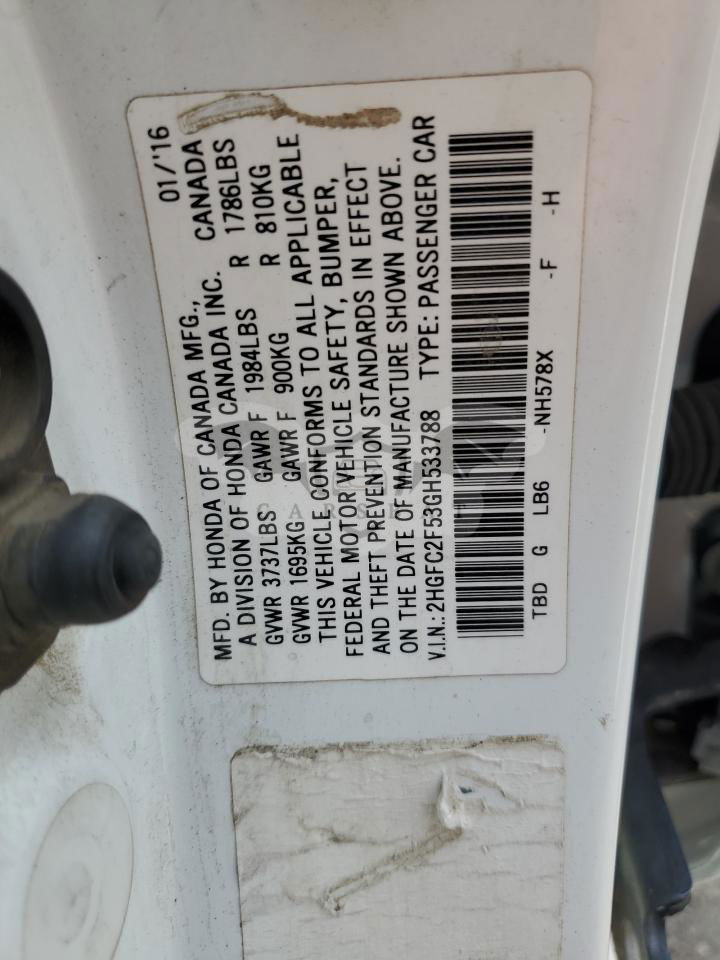 MFD. BY HONDA OF CANADA MFG., 01/'16
A DIVISION OF HONDA CANADA INC. CANADA
GVWR 3737LBS GAWR F 1984LBS R 1786LBS
GVWR 1695KG GAWR F 900KG R 810KG
THIS VEHICLE CONFORMS TO ALL APPLICABLE
FEDERAL MOTOR VEHICLE SAFETY, BUMPER,
AND THEFT PREVENTION STANDARDS IN EFFECT
ON THE DATE OF MANUFACTURE SHOWN ABOVE.
V.I.N.: 2HGFC2F53GH533788 TYPE: PASSENGER CAR
TBD G LB6 -NH578X -F -H